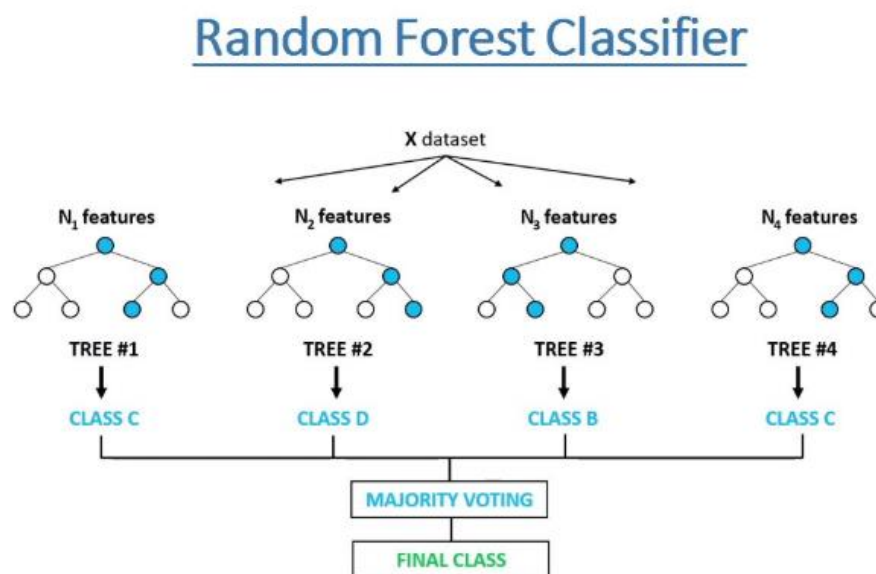 Random Forest Classifier
X dataset
N₁ features N₂ features N₃ features N₄ features
TREE #1 TREE #2 TREE #3 TREE #4
CLASS C CLASS D CLASS B CLASS C
MAJORITY VOTING
FINAL CLASS